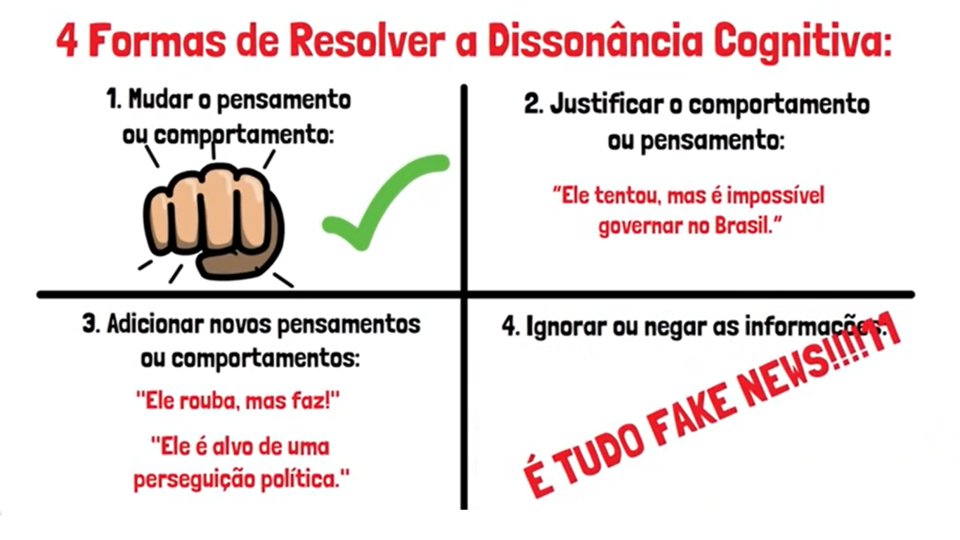 4 Formas de Resolver a Dissonância Cognitiva:
1. Mudar o pensamento
ou comportamento:
2. Justificar o comportamento
ou pensamento:
"Ele tentou, mas é impossível
governar no Brasil."
3. Adicionar novos pensamentos
ou comportamentos:
"Ele rouba, mas faz!"
"Ele é alvo de uma
perseguição política."
4. Ignorar ou negar as informações:
É TUDO FAKE NEWS!!!!!11